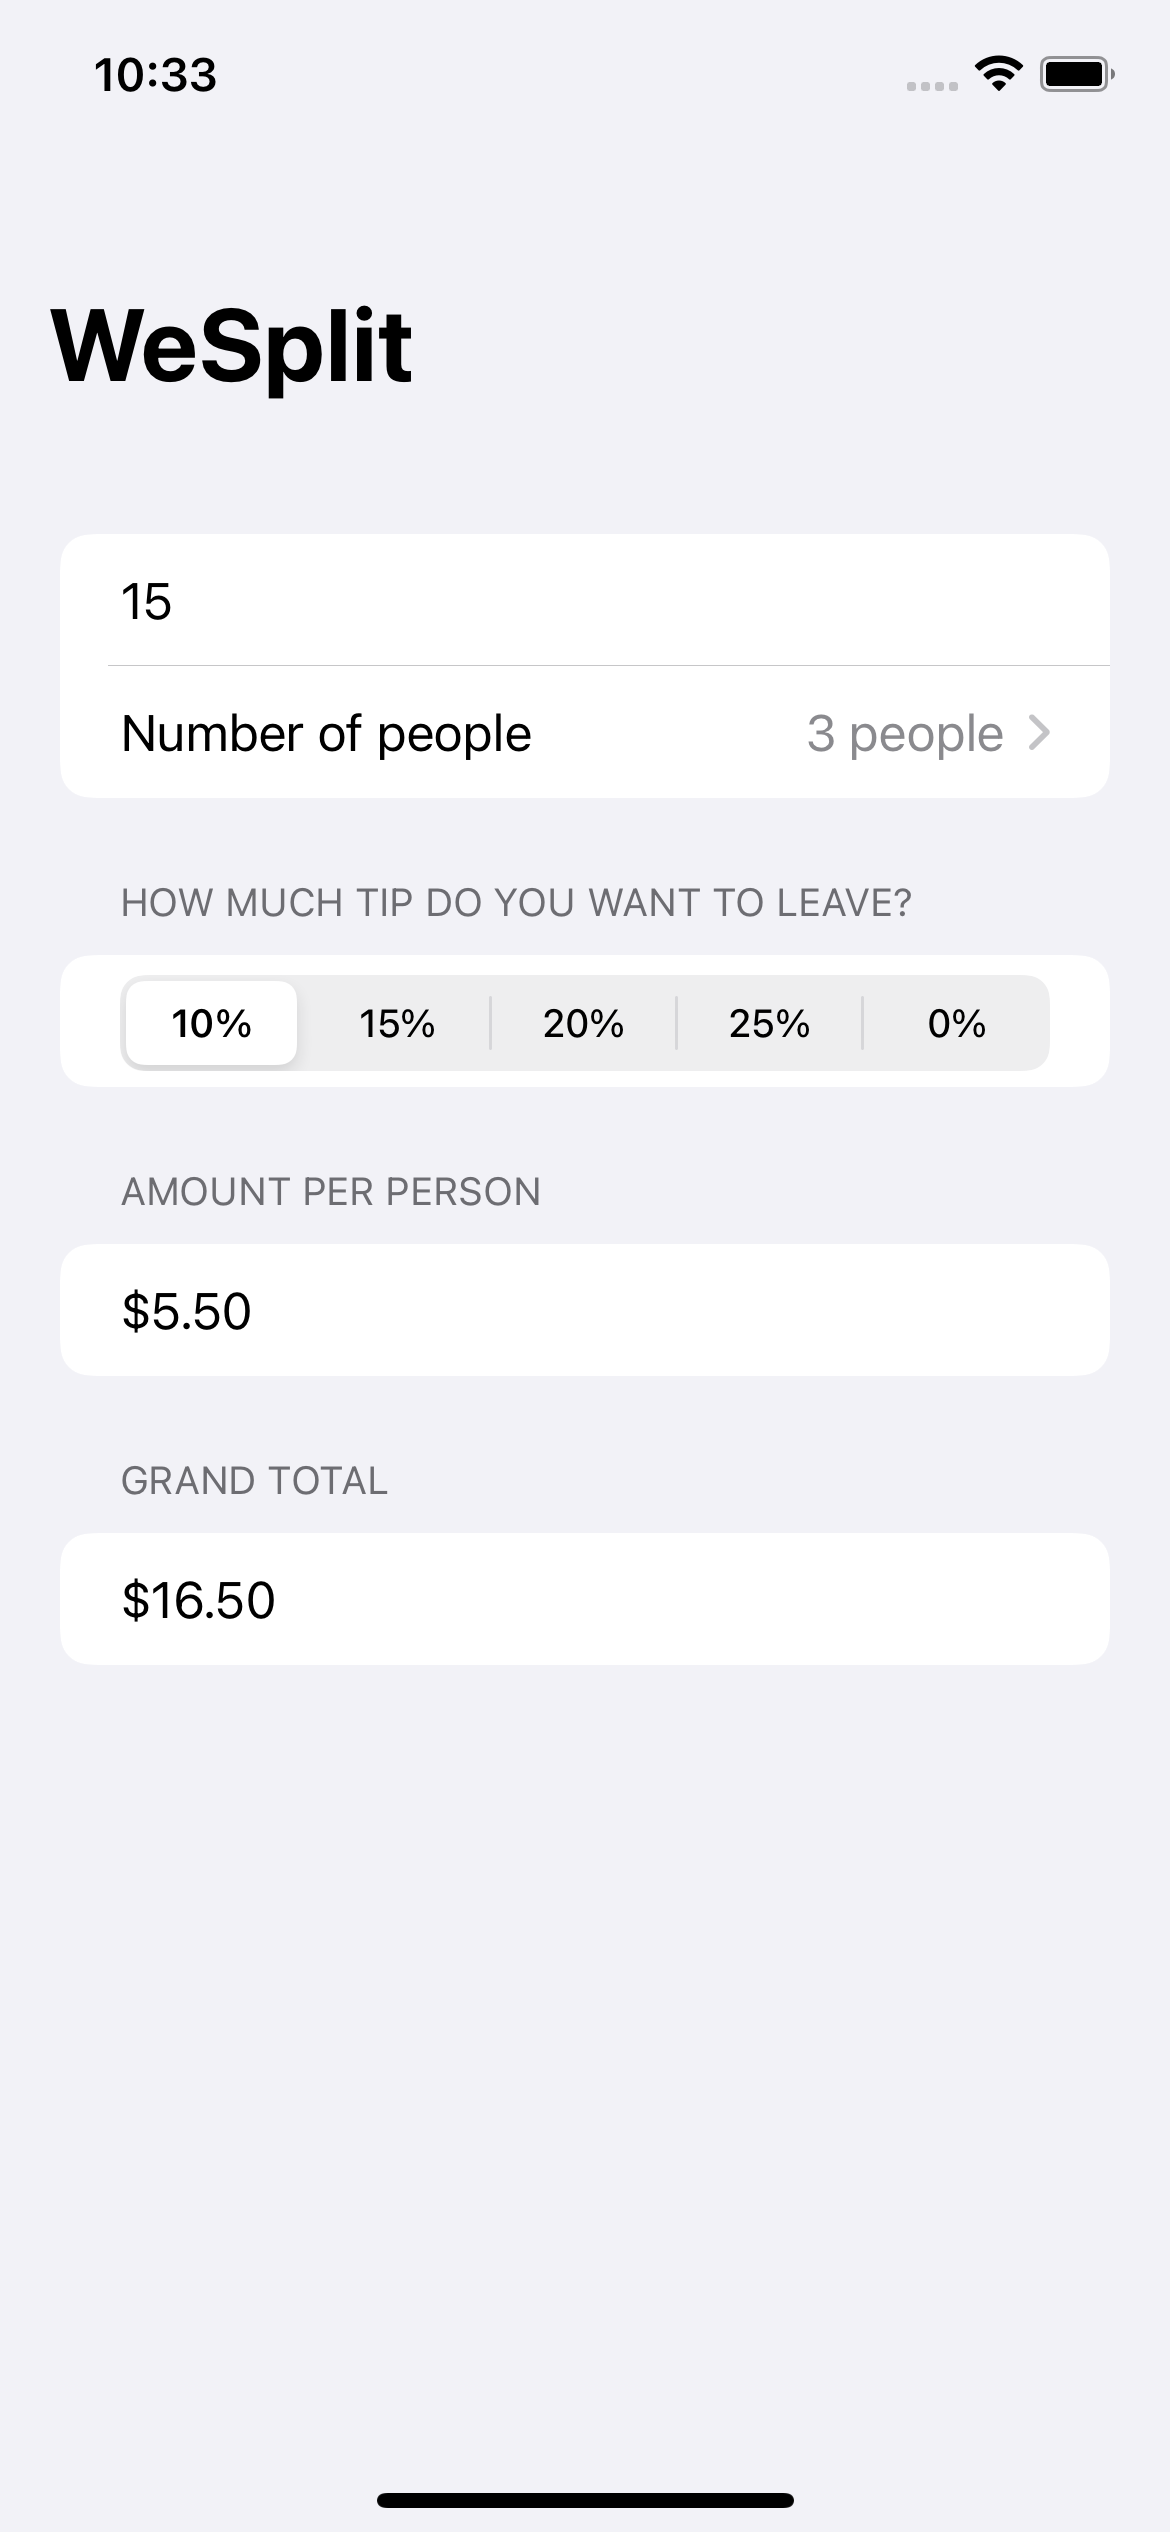 10:33
WeSplit
15
Number of people 3 people
HOW MUCH TIP DO YOU WANT TO LEAVE?
10% 15% 20% 25% 0%
AMOUNT PER PERSON
$5.50
GRAND TOTAL
$16.50